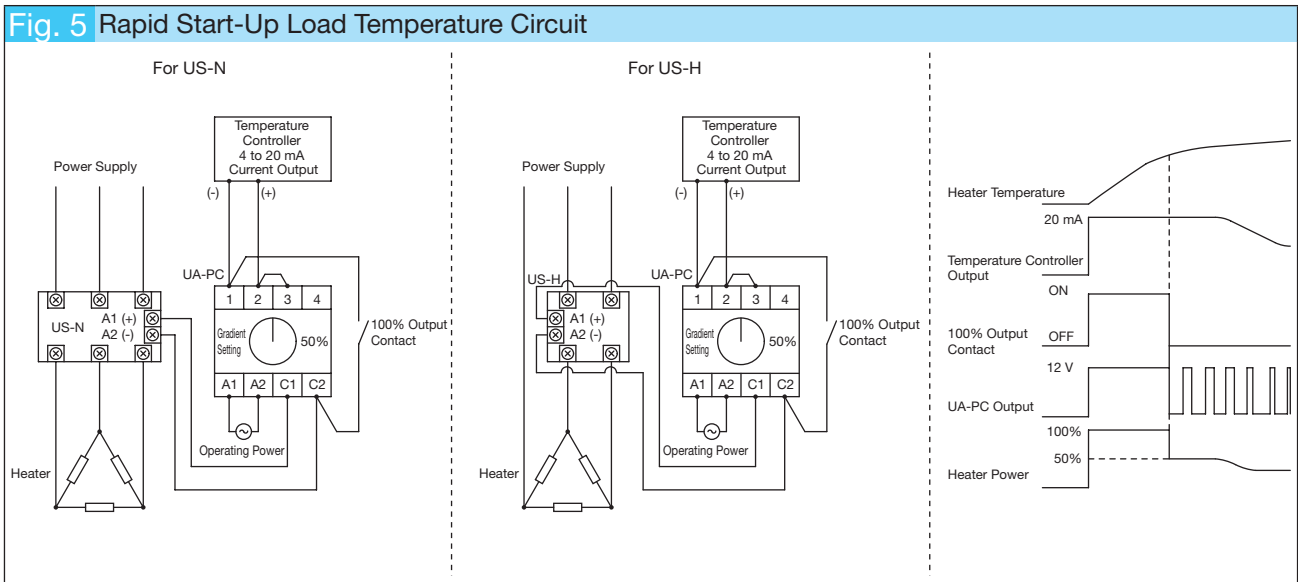 Fig. 5 Rapid Start-Up Load Temperature Circuit
For US-N
Temperature
Controller
4 to 20 mA
Current Output
Power Supply
(-) (+)
UA-PC
1 2 3 4
US-N
A1 (+)
A2 (-)
Gradient
Setting
50%
100% Output
Contact
A1 A2 C1 C2
Operating Power
Heater
For US-H
Temperature
Controller
4 to 20 mA
Current Output
Power Supply
(-) (+)
US-H
UA-PC
1 2 3 4
A1 (+)
A2 (-)
Gradient
Setting
50%
100% Output
Contact
A1 A2 C1 C2
Operating Power
Heater
Heater Temperature
20 mA
Temperature Controller
Output
ON
100% Output
Contact
OFF
12 V
UA-PC Output
100%
50%
Heater Power